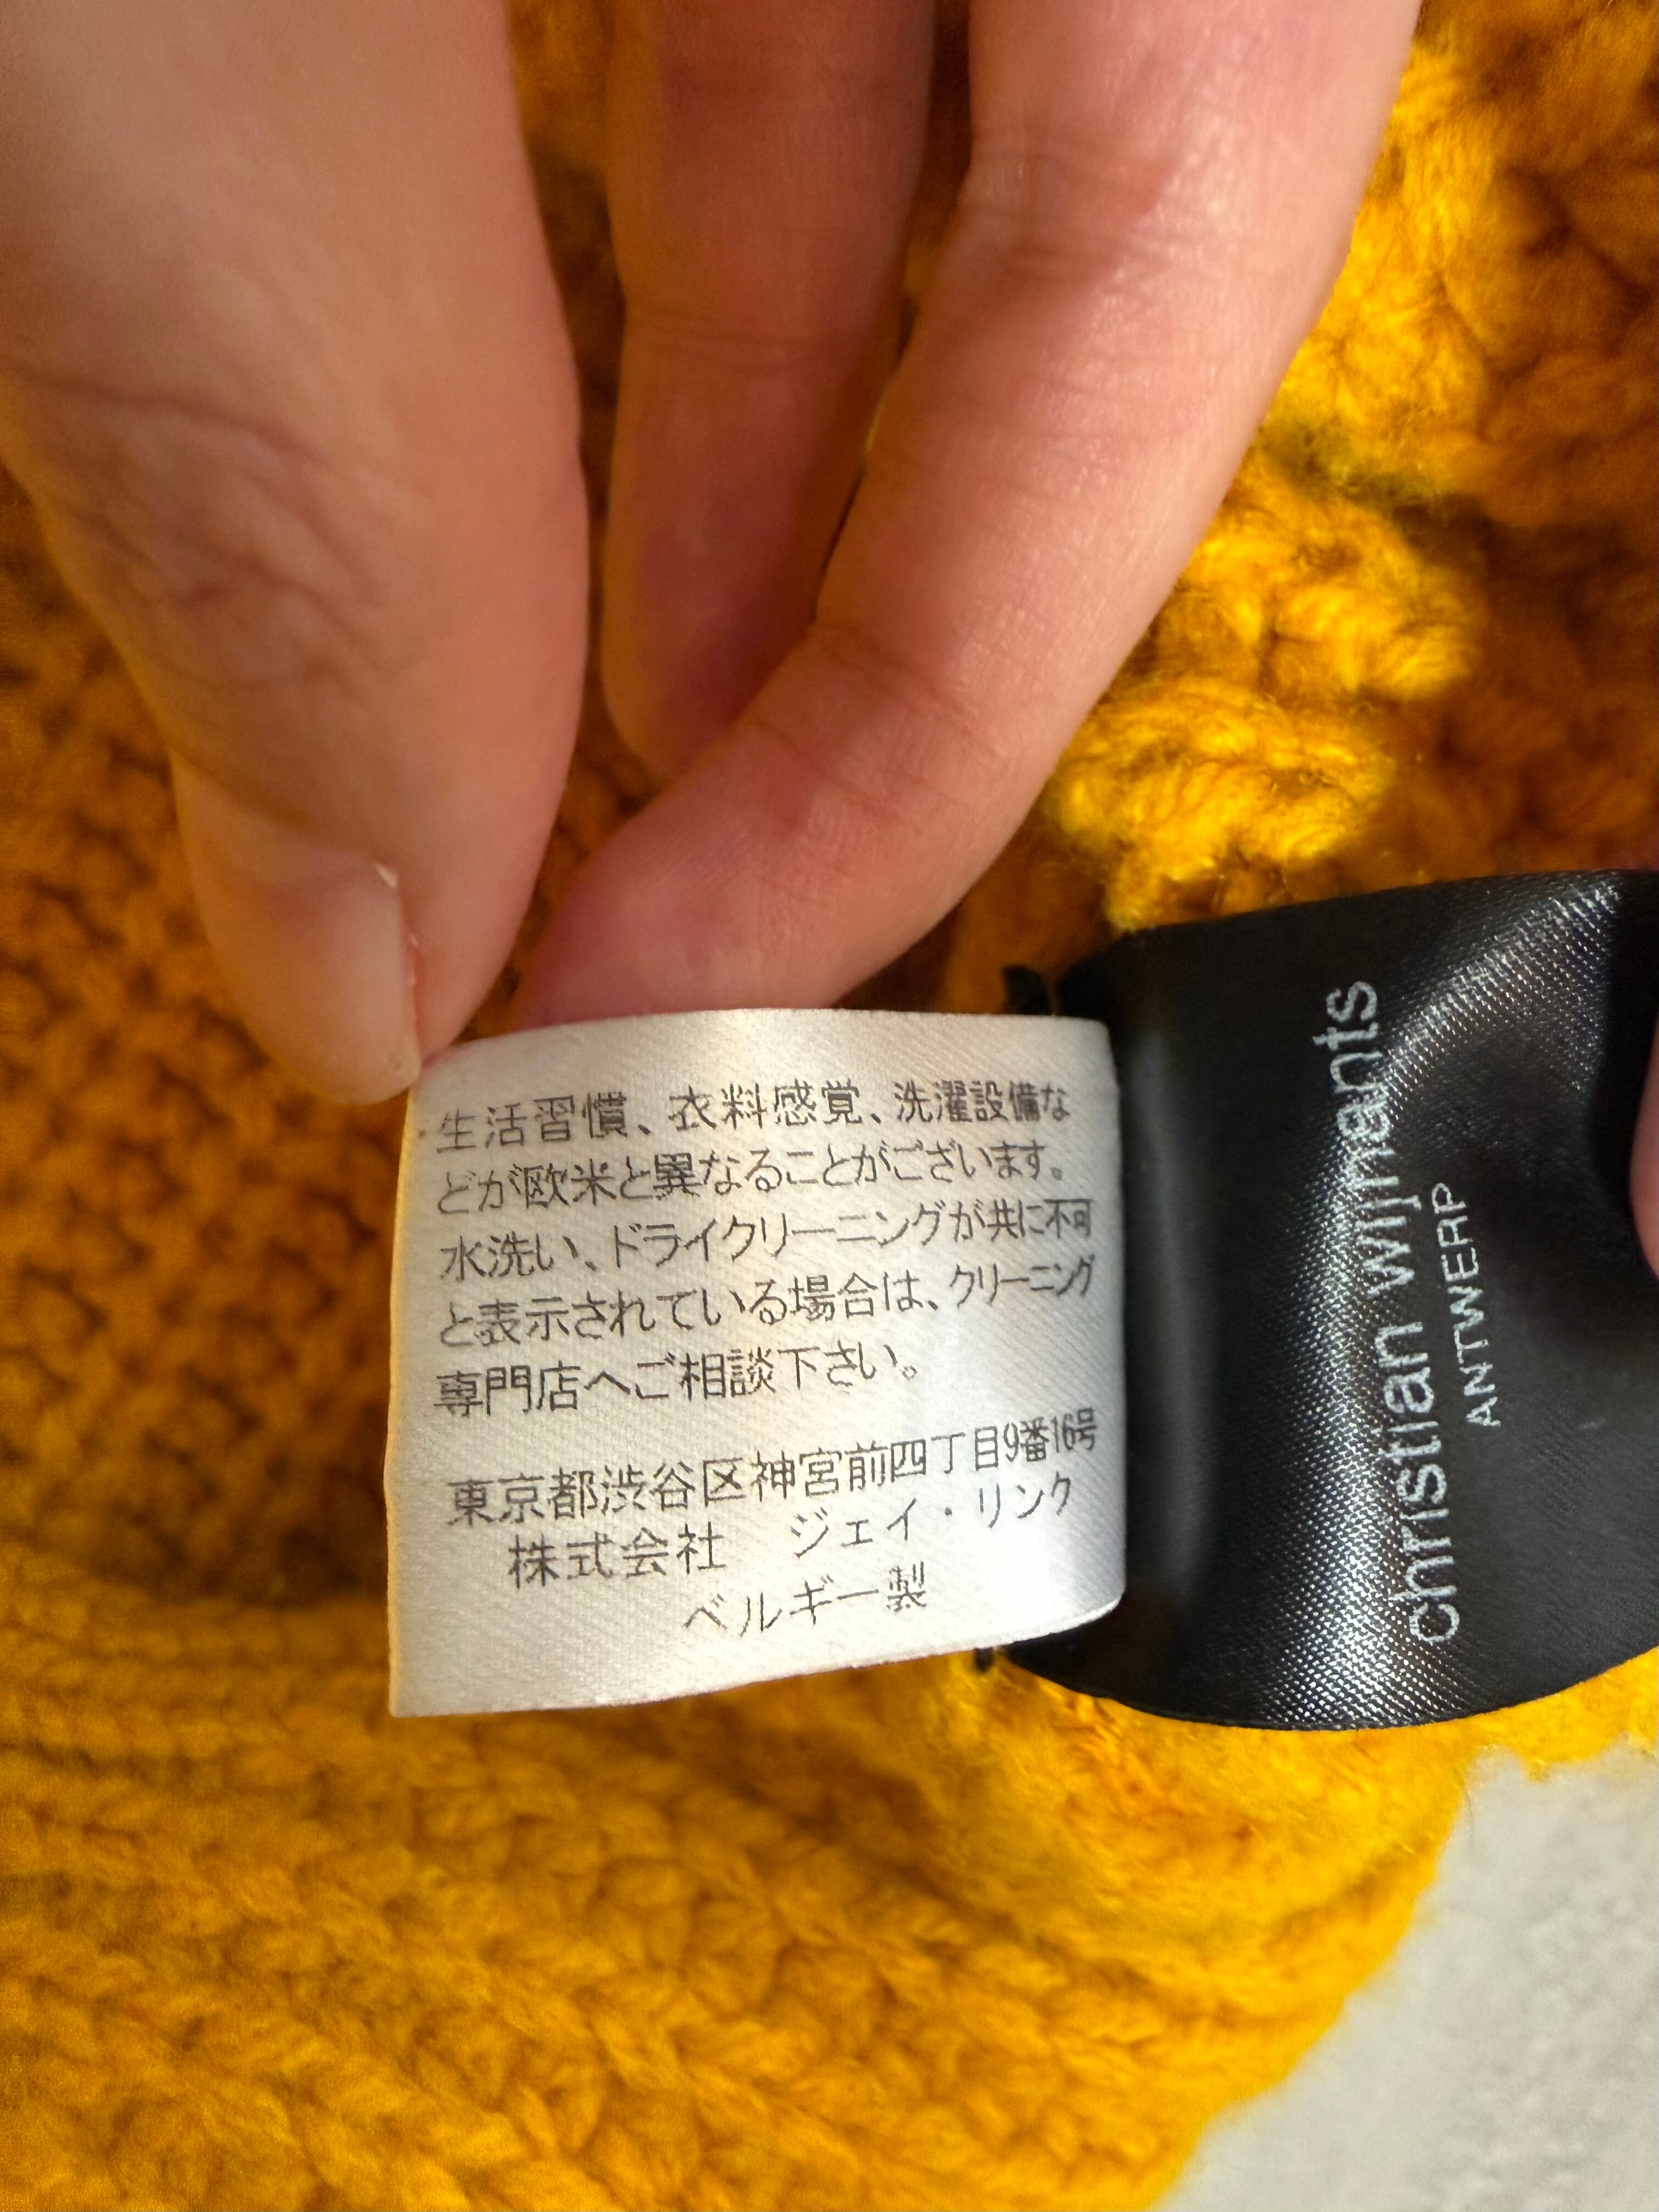 ・生活習慣、衣料感覚、洗濯設備な
どが欧米と異なることがございます。
水洗い、ドライクリーニングが共に不可
と表示されている場合は、クリーニング
専門店へご相談下さい。
東京都渋谷区神宮前四丁目9番16号
株式会社 ジェイ・リンク
ベルギー製
christian wijnants
ANTWERP